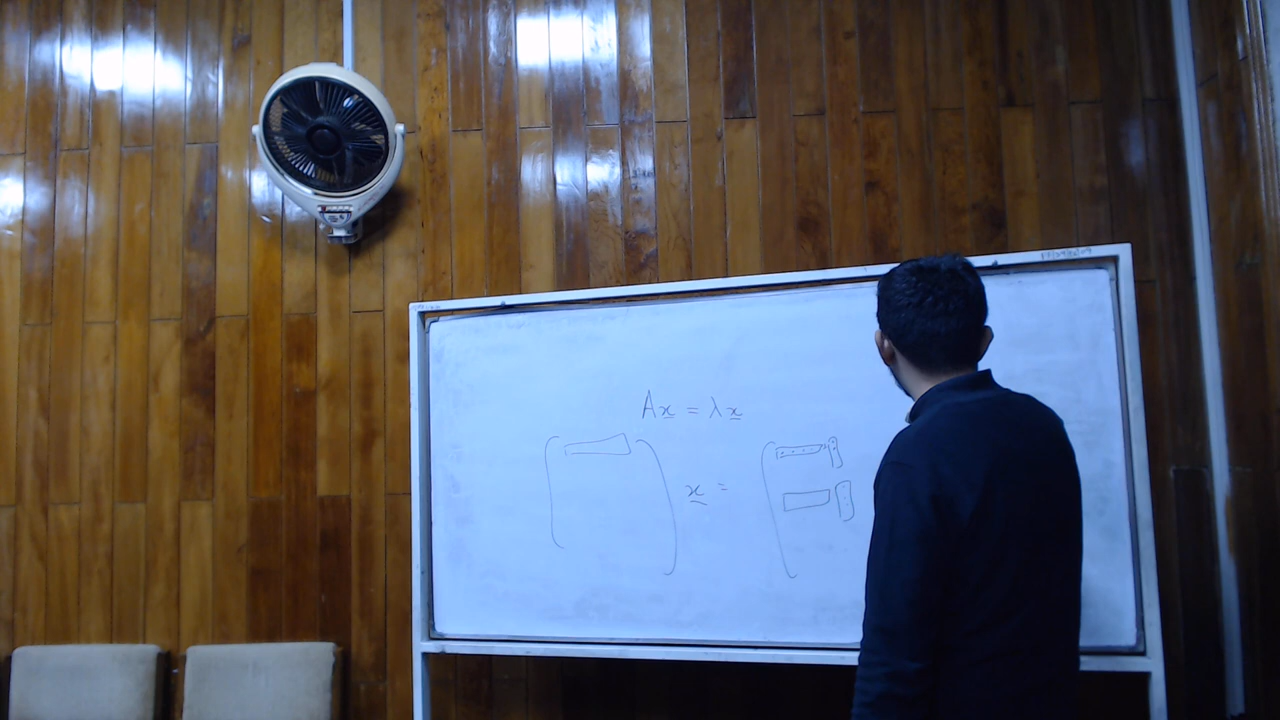 Ax = λx
x =